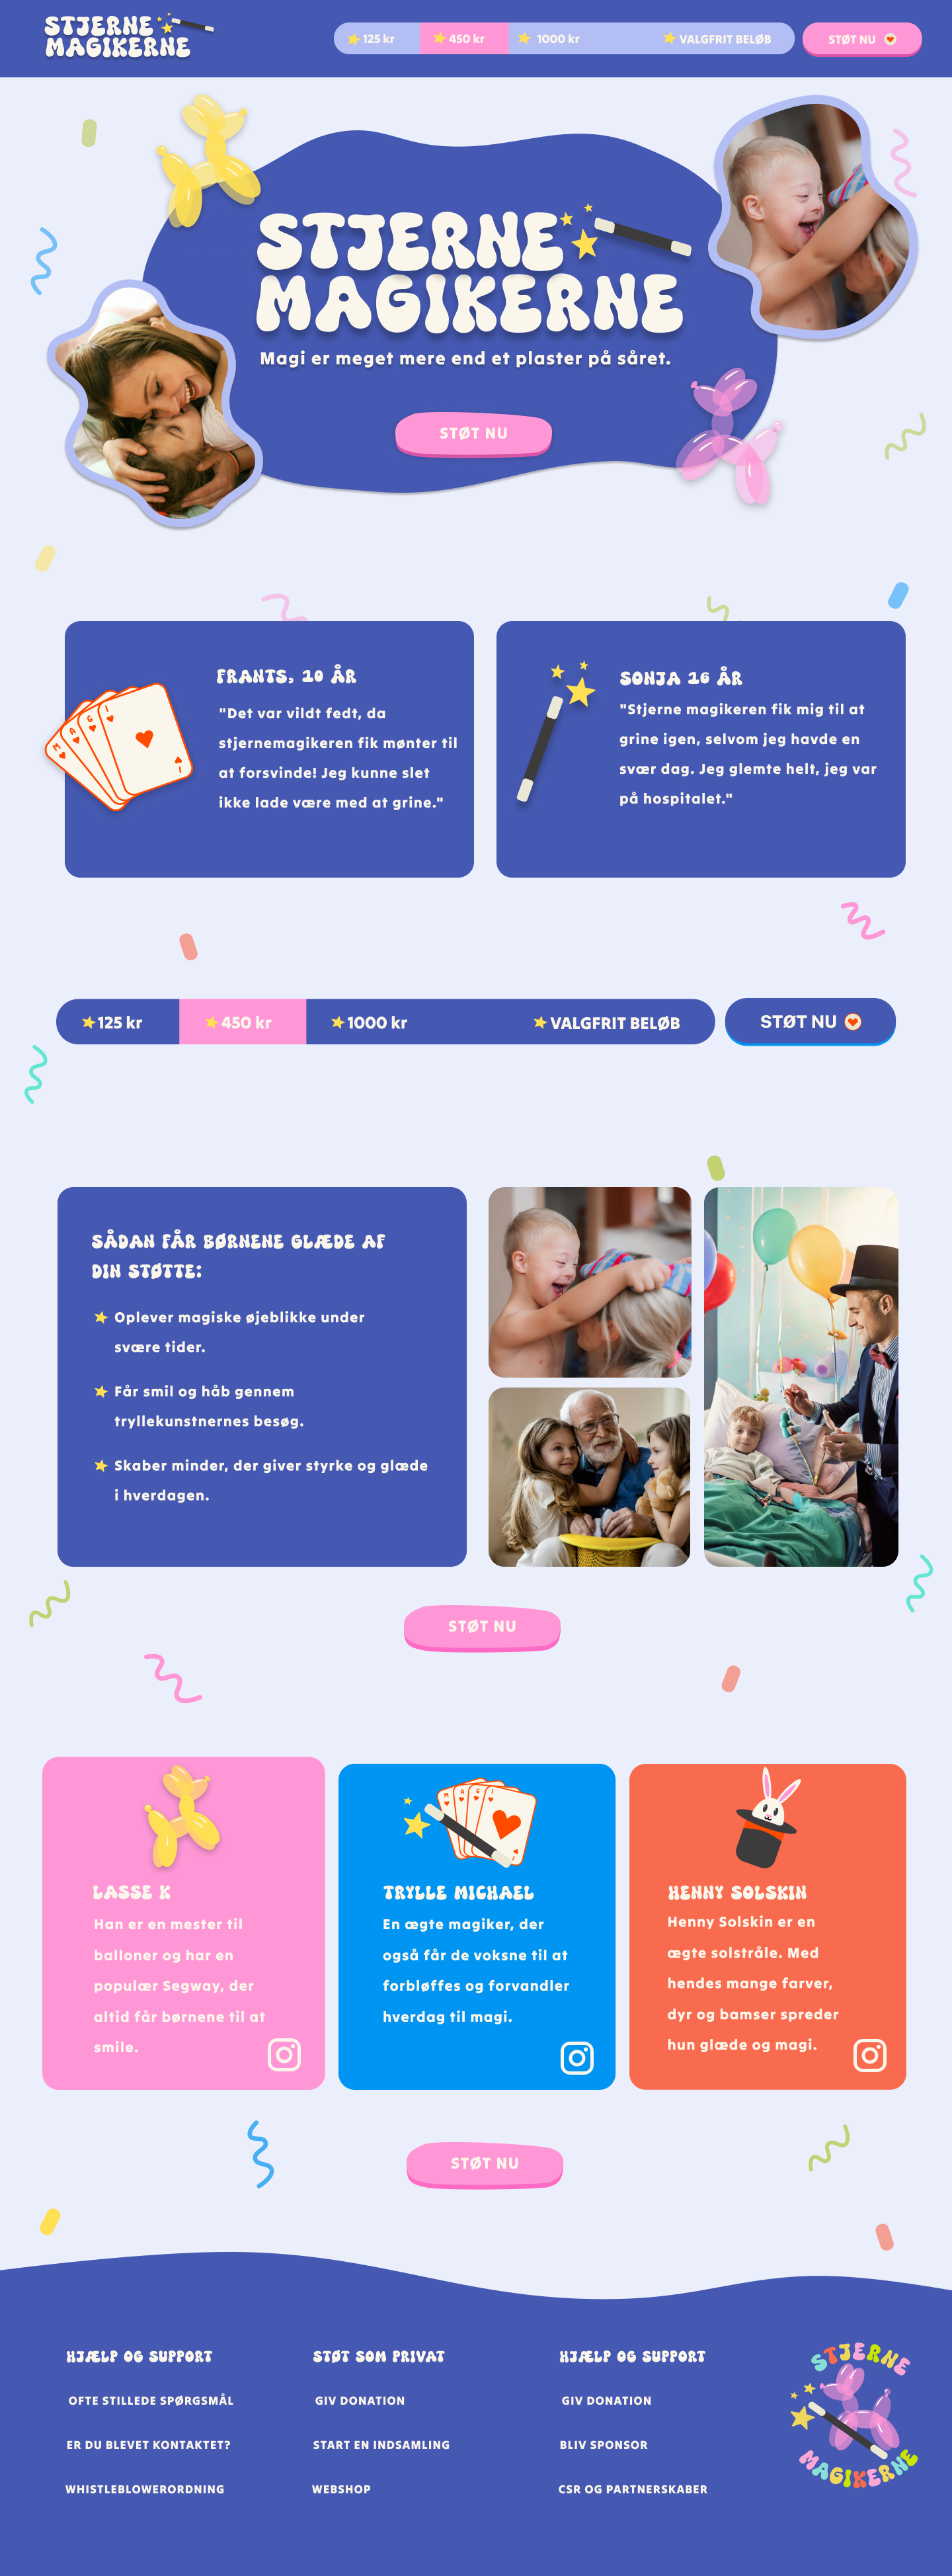 STJERNE
MAGIKERNE
125 kr
450 kr
1000 kr
VALGFRIT BELØB
STØT NU
STJERNE
MAGIKERNE
Magi er meget mere end et plaster på såret.
STØT NU
FRANTS, 10 ÅR
"Det var vildt fedt, da
stjernemagikeren fik mønter til
at forsvinde! Jeg kunne slet
ikke lade være med at grine."
M
A
G
I
I
SONJA 16 ÅR
"Stjerne magikeren fik mig til at
grine igen, selvom jeg havde en
svær dag. Jeg glemte helt, jeg var
på hospitalet."
125 kr
450 kr
1000 kr
VALGFRIT BELØB
STØT NU
SÅDAN FÅR BØRNENE GLÆDE AF
DIN STØTTE:
Oplever magiske øjeblikke under
svære tider.
Får smil og håb gennem
tryllekunstnernes besøg.
Skaber minder, der giver styrke og glæde
i hverdagen.
STØT NU
LASSE K
Han er en mester til
balloner og har en
populær Segway, der
altid får børnene til at
smile.
M
A
G
I
I
TRYLLE MICHAEL
En ægte magiker, der
også får de voksne til at
forbløffes og forvandler
hverdag til magi.
HENNY SOLSKIN
Henny Solskin er en
ægte solstråle. Med
hendes mange farver,
dyr og bamser spreder
hun glæde og magi.
STØT NU
HJÆLP OG SUPPORT
OFTE STILLEDE SPØRGSMÅL
ER DU BLEVET KONTAKTET?
WHISTLEBLOWERORDNING
STØT SOM PRIVAT
GIV DONATION
START EN INDSAMLING
WEBSHOP
HJÆLP OG SUPPORT
GIV DONATION
BLIV SPONSOR
CSR OG PARTNERSKABER
STJERNE
MAGIKERNE